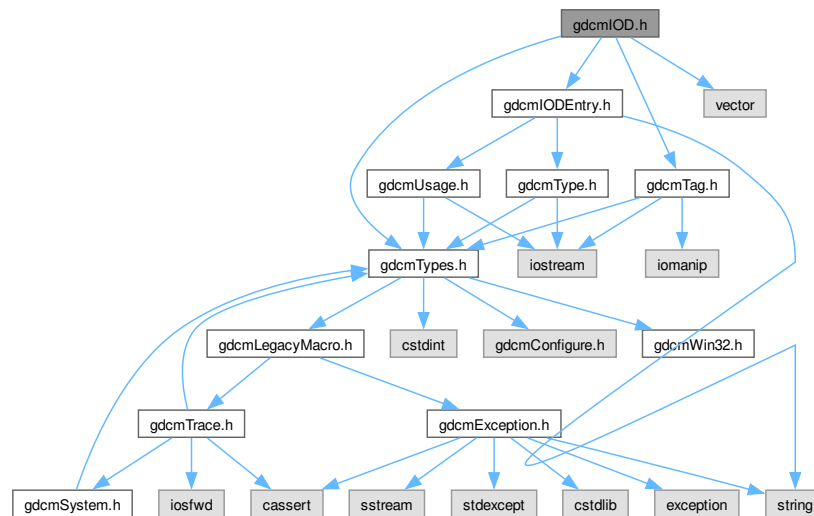 gdcmIOD.h
gdcmIODEntry.h
vector
gdcmUsage.h
gdcmType.h
gdcmTag.h
gdcmTypes.h
iostream
iomanip
gdcmLegacyMacro.h
cstdint
gdcmConfigure.h
gdcmWin32.h
gdcmTrace.h
gdcmException.h
gdcmSystem.h
iosfwd
cassert
sstream
stdexcept
cstdlib
exception
string